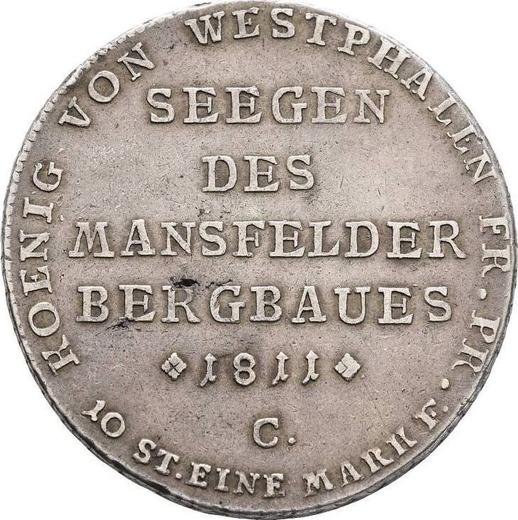 KOENIG VON WESTPHALEN FR. PR.
SEEGEN
DES
MANSFELDER
BERGBAUES
1811
C.
10 ST. EINE MARK F.